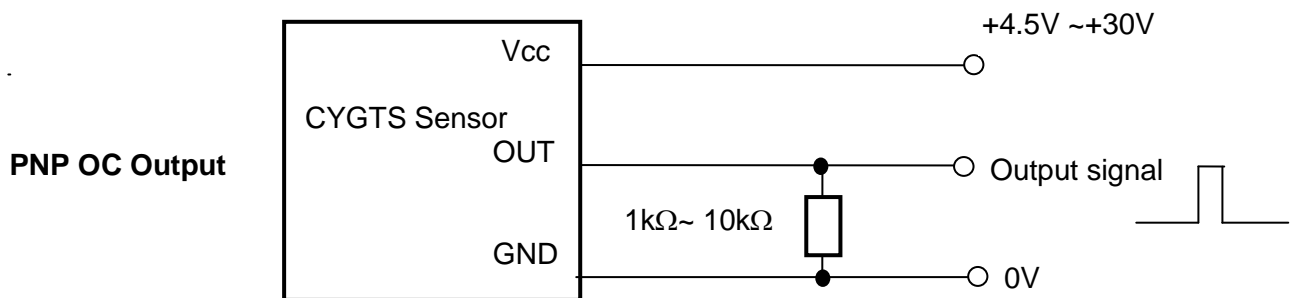 +4.5V ~+30V
Vcc
-
CYGTS Sensor
OUT
PNP OC Output
Output signal
1kΩ~ 10kΩ
GND
0V